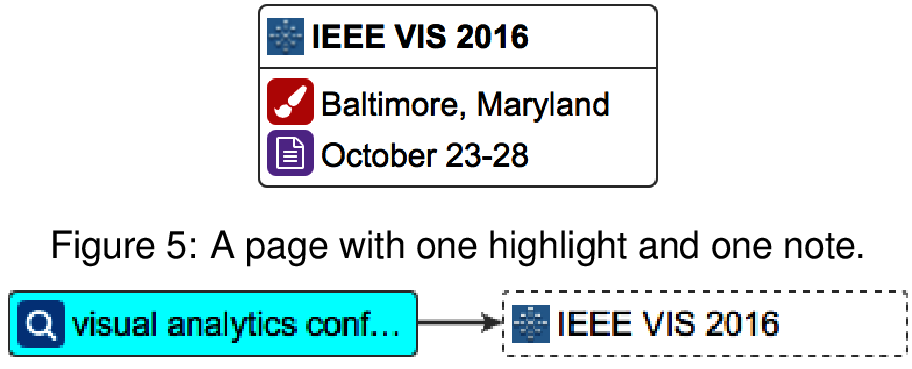 IEEE VIS 2016
Baltimore, Maryland
October 23-28
Figure 5: A page with one highlight and one note.
visual analytics conf...
IEEE VIS 2016